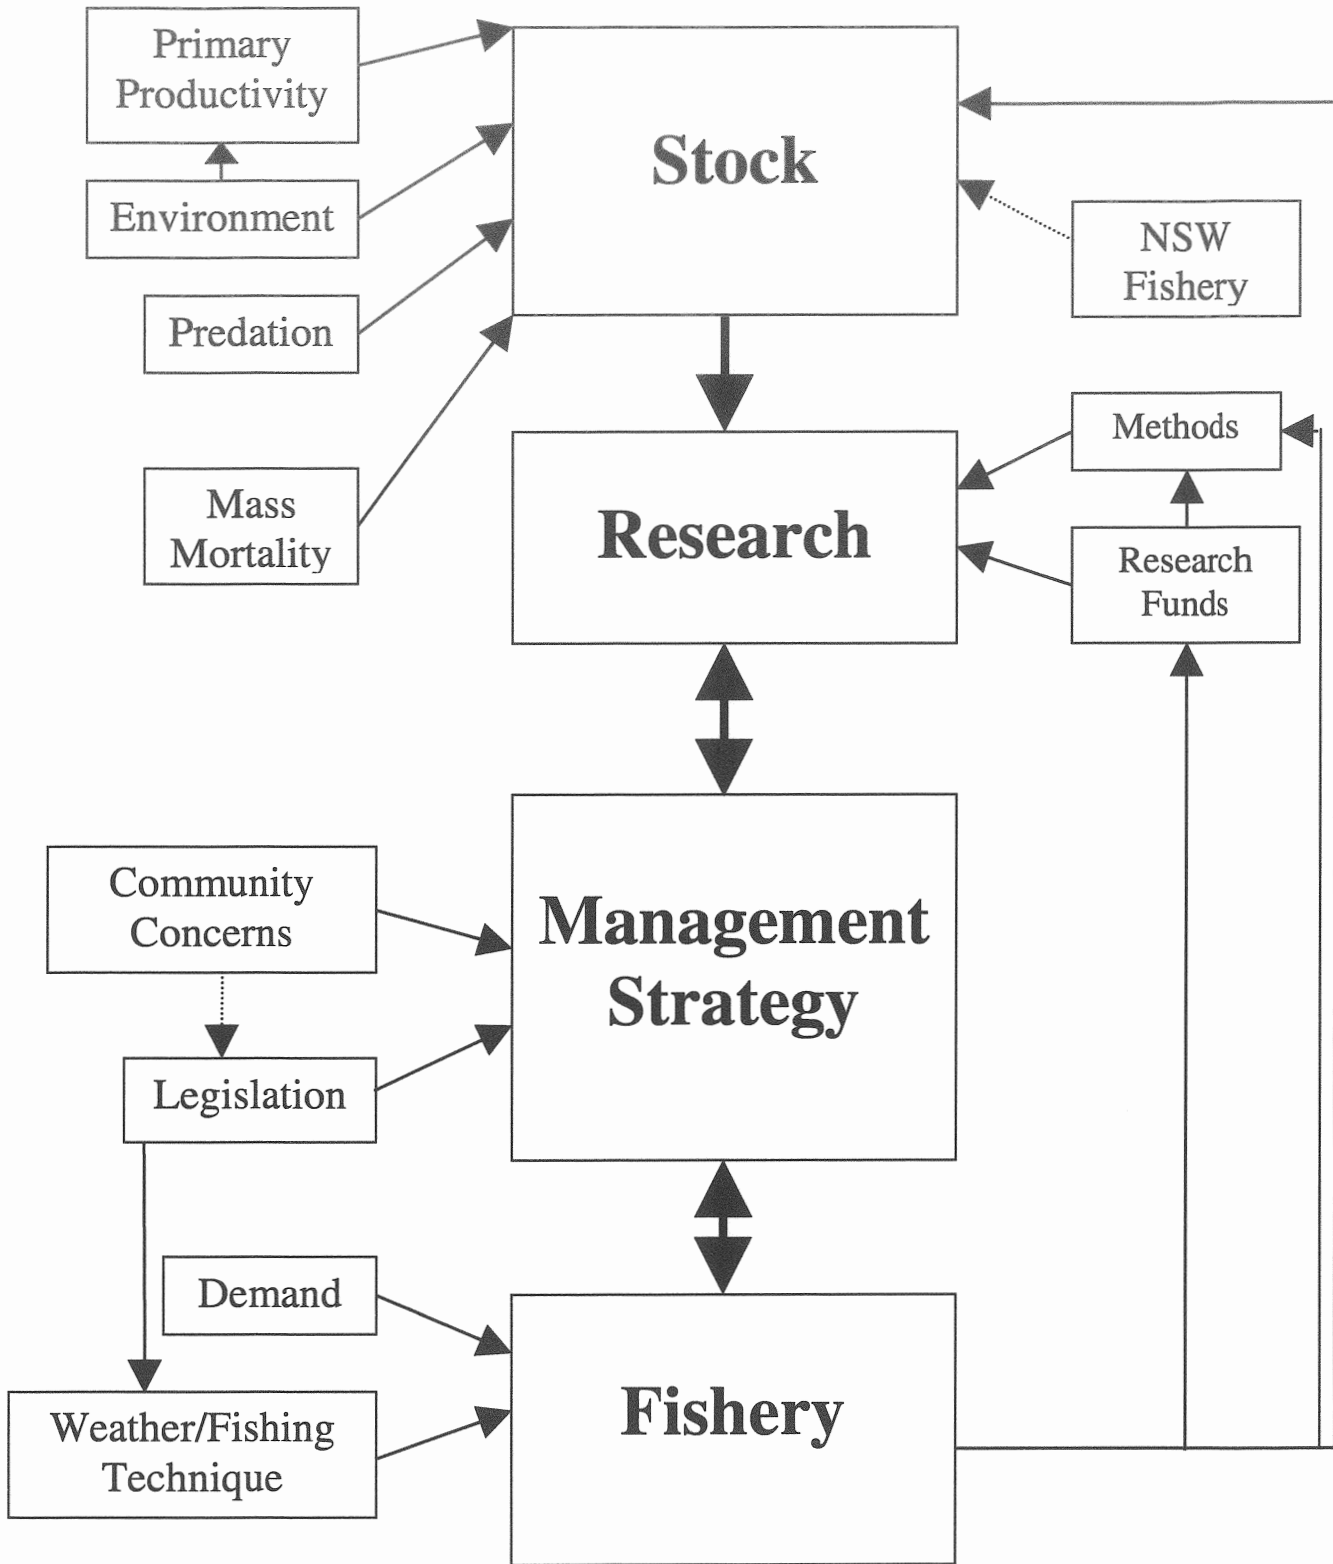 Primary
Productivity
Stock
Environment
NSW
Fishery
Predation
Methods
Mass
Mortality
Research
Research
Funds
Community
Concerns
Management
Strategy
Legislation
Demand
Fishery
Weather/Fishing
Technique